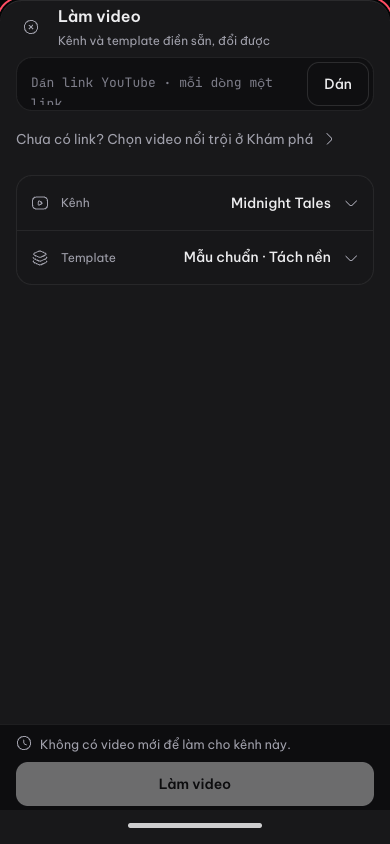 Làm video
Kênh và template điền sẵn, đổi được
Dán link YouTube · mỗi dòng một
link
Dán
Chưa có link? Chọn video nổi trội ở Khám phá
Kênh
Midnight Tales
Template
Mẫu chuẩn · Tách nền
Không có video mới để làm cho kênh này.
Làm video